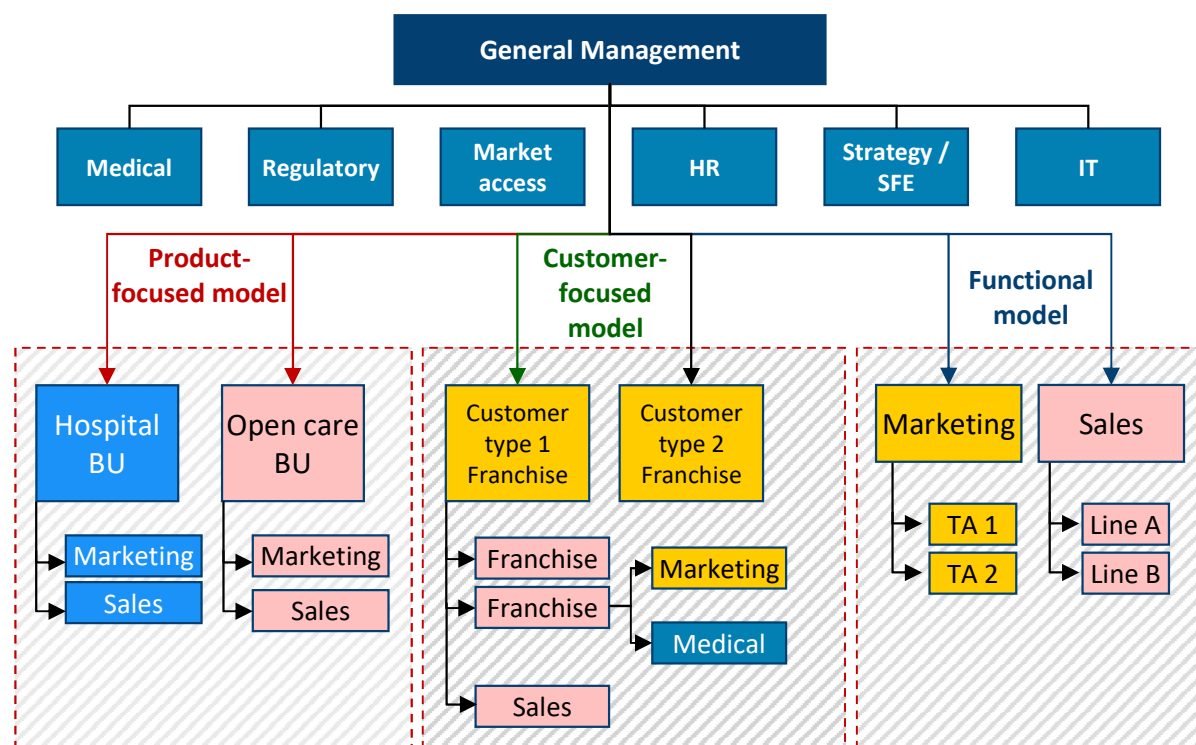 General Management
Medical
Regulatory
Market
access
HR
Strategy /
SFE
IT
Product-
focused model
Customer-
focused
model
Functional
model
Hospital
BU
Open care
BU
Customer
type 1
Franchise
Customer
type 2
Franchise
Marketing
Sales
Marketing
Sales
Marketing
Sales
Franchise
Franchise
Sales
Marketing
Medical
TA 1
TA 2
Line A
Line B